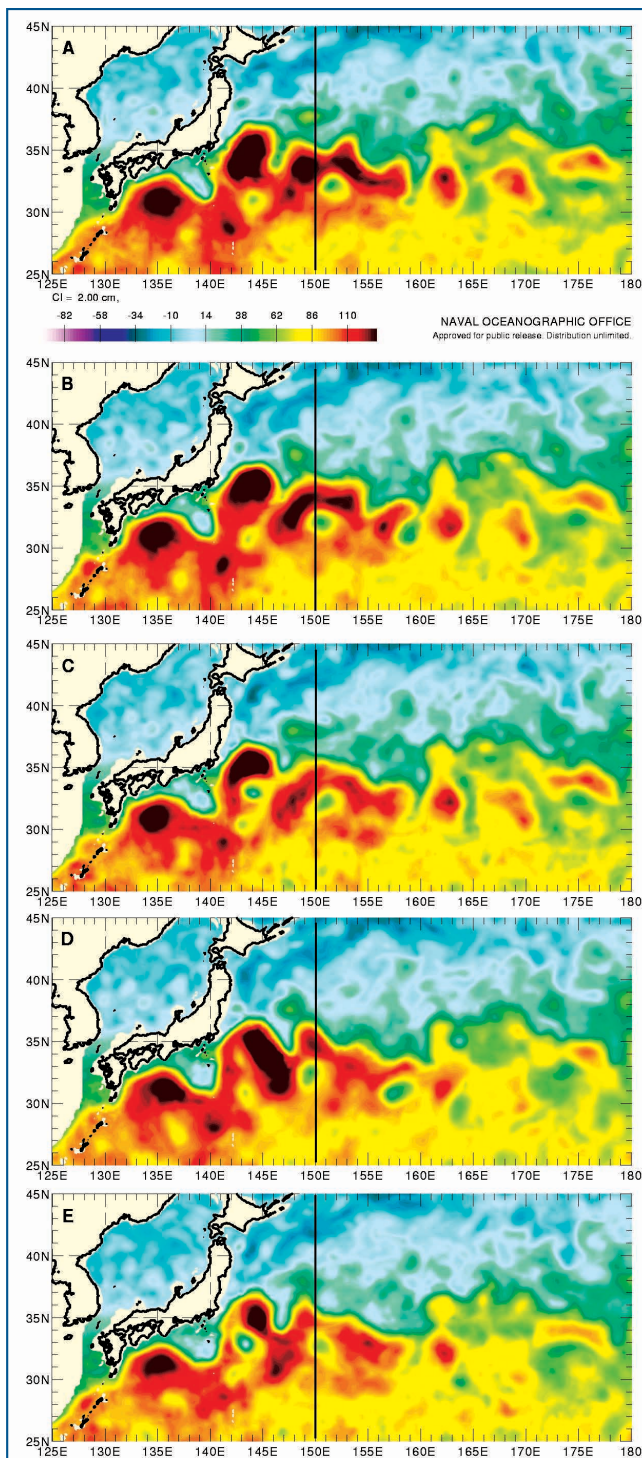 45N
A
40N
35N
30N
25N
125E 130E 135E 140E 145E 150E 155E 160E 165E 170E 175E 180
CI = 2.00 cm,
-82 -58 -34 -10 14 38 62 86 110
NAVAL OCEANOGRAPHIC OFFICE
Approved for public release. Distribution unlimited.
45N
B
40N
35N
30N
25N
125E 130E 135E 140E 145E 150E 155E 160E 165E 170E 175E 180
45N
C
40N
35N
30N
25N
125E 130E 135E 140E 145E 150E 155E 160E 165E 170E 175E 180
45N
D
40N
35N
30N
25N
125E 130E 135E 140E 145E 150E 155E 160E 165E 170E 175E 180
45N
E
40N
35N
30N
25N
125E 130E 135E 140E 145E 150E 155E 160E 165E 170E 175E 180